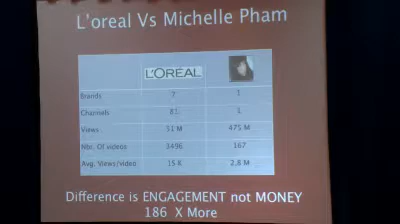 L'oreal Vs Michelle Pham
L'ORÉAL
Brands 7 1
Channels 81 1
Views 51 M 475 M
Nbr. Of videos 3496 167
Avg. Views/video 15 K 2,8 M
Difference is ENGAGEMENT not MONEY
186 X More